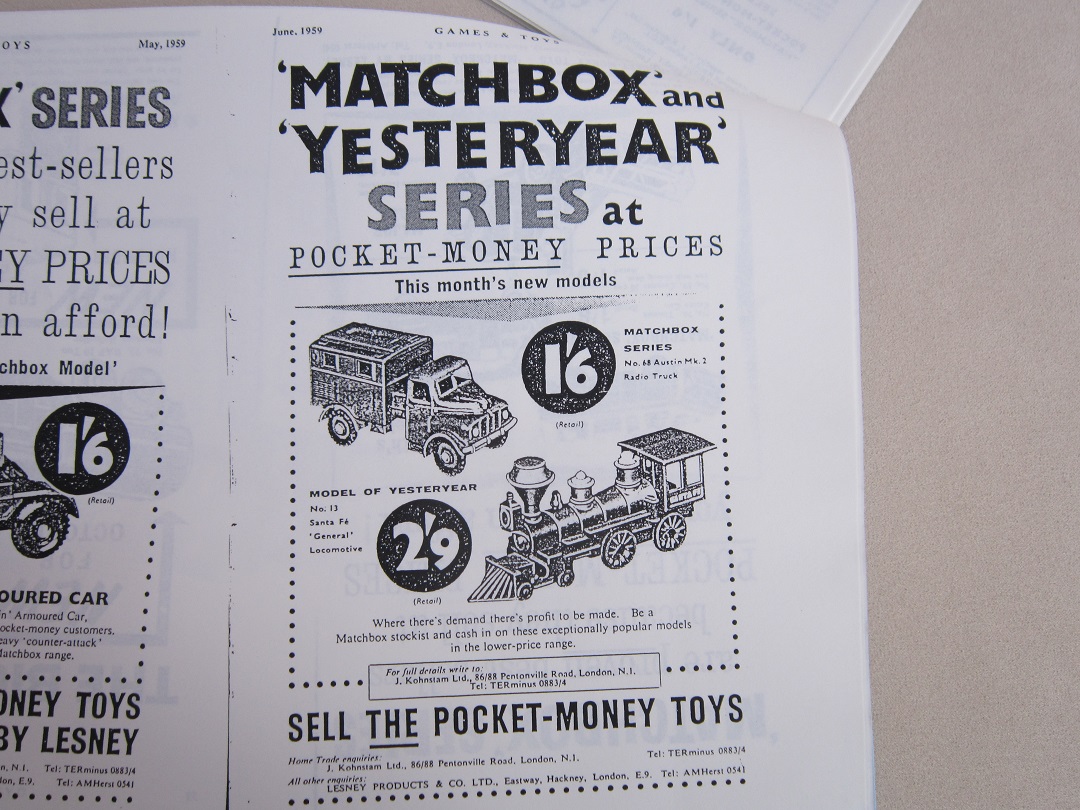 OYS
May, 1959
X' SERIES
est-sellers
y sell at
EY PRICES
n afford!
chbox Model'
1'6
(Retail)
OURED CAR
n' Armoured Car,
ocket-money customers.
eavy 'counter-attack'
Matchbox range.
ONEY TOYS
BY LESNEY
n, N.1. Tel: TERminus 0883/4
don, E.9. Tel: AMHerst 0541
June, 1959
GAMES & TOYS
'MATCHBOX' and
'YESTERYEAR'
SERIES at
POCKET-MONEY PRICES
This month's new models
1'6
(Retail)
MATCHBOX
SERIES
No. 68 Austin Mk. 2
Radio Truck
MODEL OF YESTERYEAR
No. 13
Santa Fé
'General'
Locomotive
2'9
(Retail)
Where there's demand there's profit to be made. Be a
Matchbox stockist and cash in on these exceptionally popular models
in the lower-price range.
For full details write to:
J. Kohnstam Ltd., 86/88 Pentonville Road, London, N.1.
Tel: TERminus 0883/4
SELL THE POCKET-MONEY TOYS
Home Trade enquiries:
J. Kohnstam Ltd., 86/88 Pentonville Road, London, N.1. Tel: TERminus 0883/4
All other enquiries:
LESNEY PRODUCTS & CO. LTD., Eastway, Hackney, London, E.9. Tel: AMHerst 0541